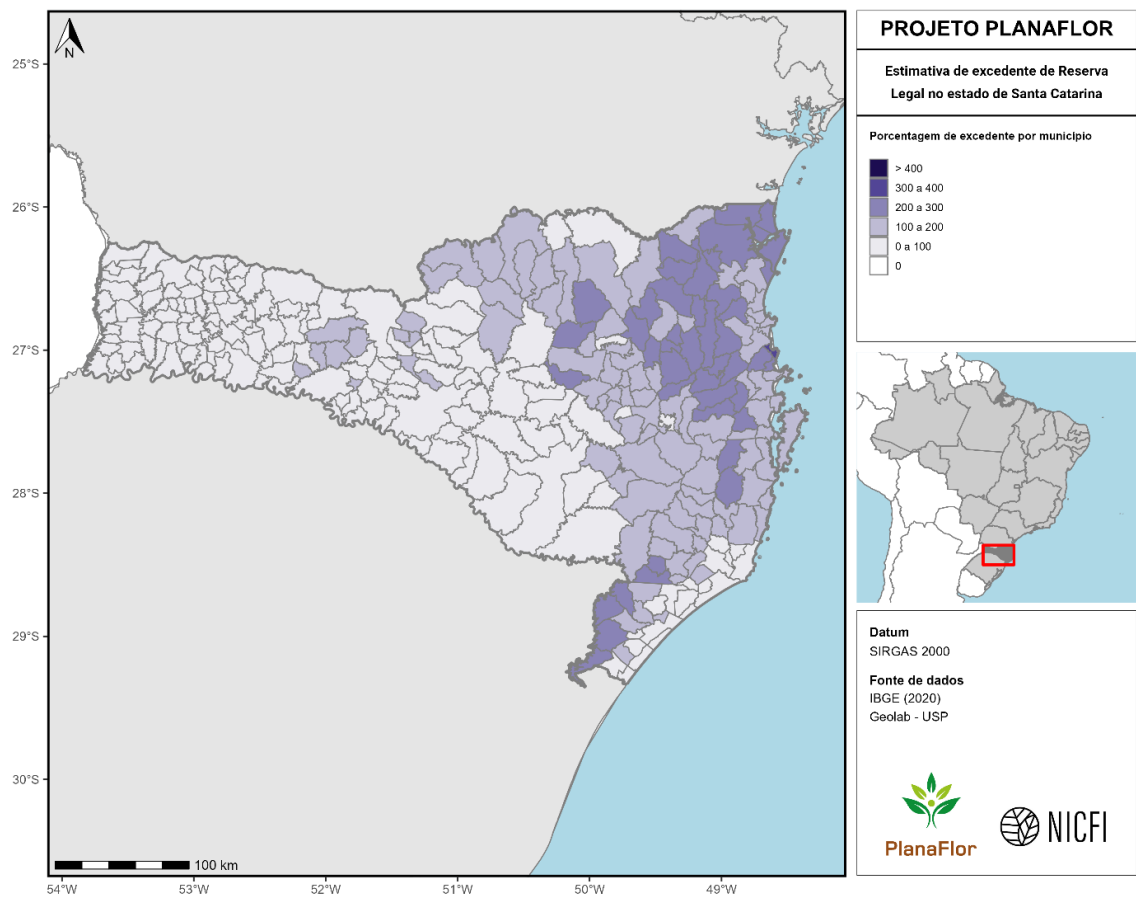 N
25°S
26°S
27°S
28°S
29°S
30°S
100 km
54°W
53°W
52°W
51°W
50°W
49°W
PROJETO PLANAFLOR
Estimativa de excedente de Reserva
Legal no estado de Santa Catarina
Porcentagem de excedente por município
> 400
300 a 400
200 a 300
100 a 200
0 a 100
0
Datum
SIRGAS 2000
Fonte de dados
IBGE (2020)
Geolab - USP
PlanaFlor
NICFI